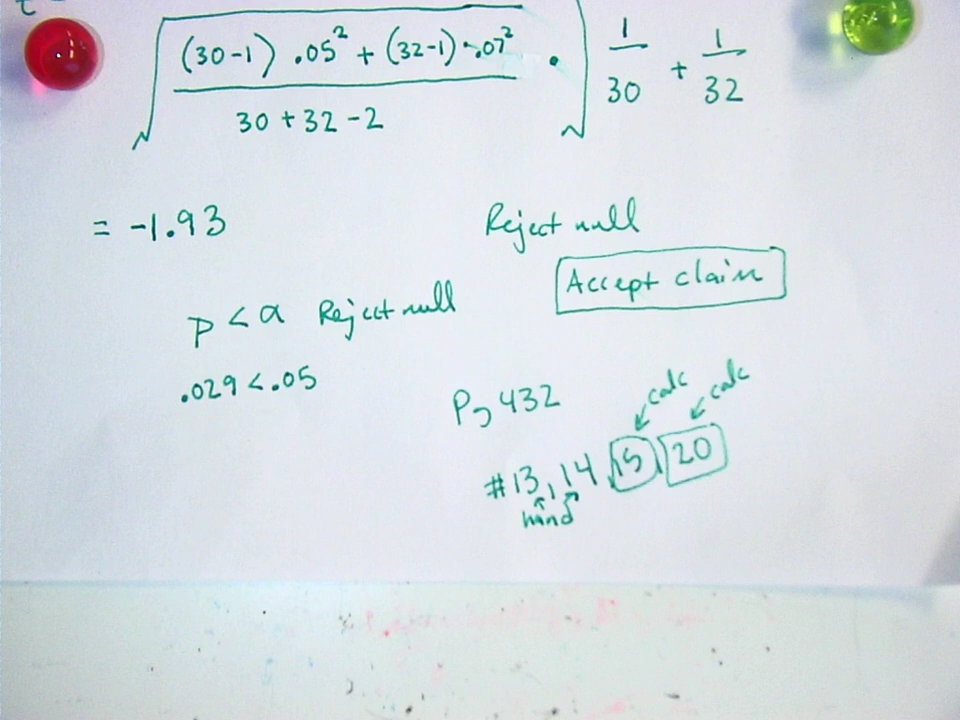 t =
(30-1) .05² + (32-1) · .07²
30 + 32 - 2
·
1
30
+
1
32
= -1.93
Reject null
Accept claim
p < α Reject null
.029 < .05
Pg 432
calc calc
#13, 14, 15, 20
hand